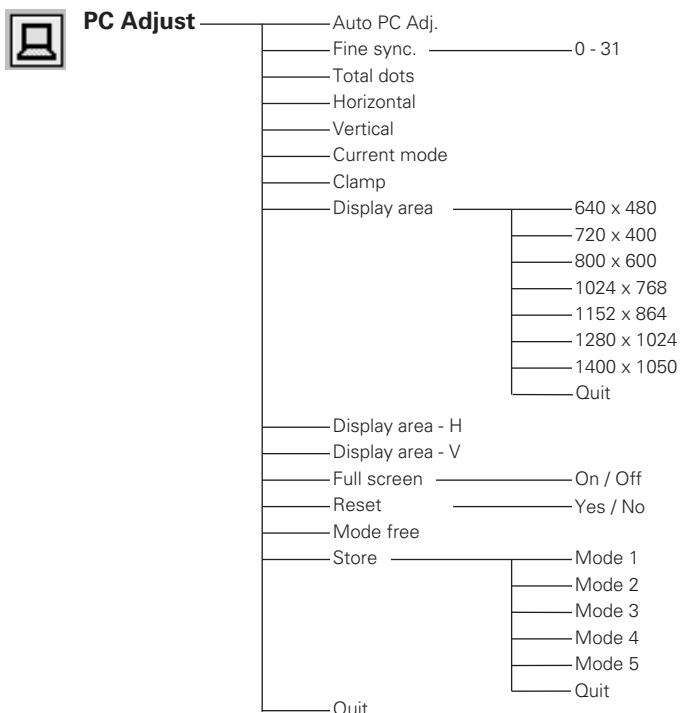 PC Adjust
Auto PC Adj.
Fine sync.
0 - 31
Total dots
Horizontal
Vertical
Current mode
Clamp
Display area
640 x 480
720 x 400
800 x 600
1024 x 768
1152 x 864
1280 x 1024
1400 x 1050
Quit
Display area - H
Display area - V
Full screen
On / Off
Reset
Yes / No
Mode free
Store
Mode 1
Mode 2
Mode 3
Mode 4
Mode 5
Quit
Quit